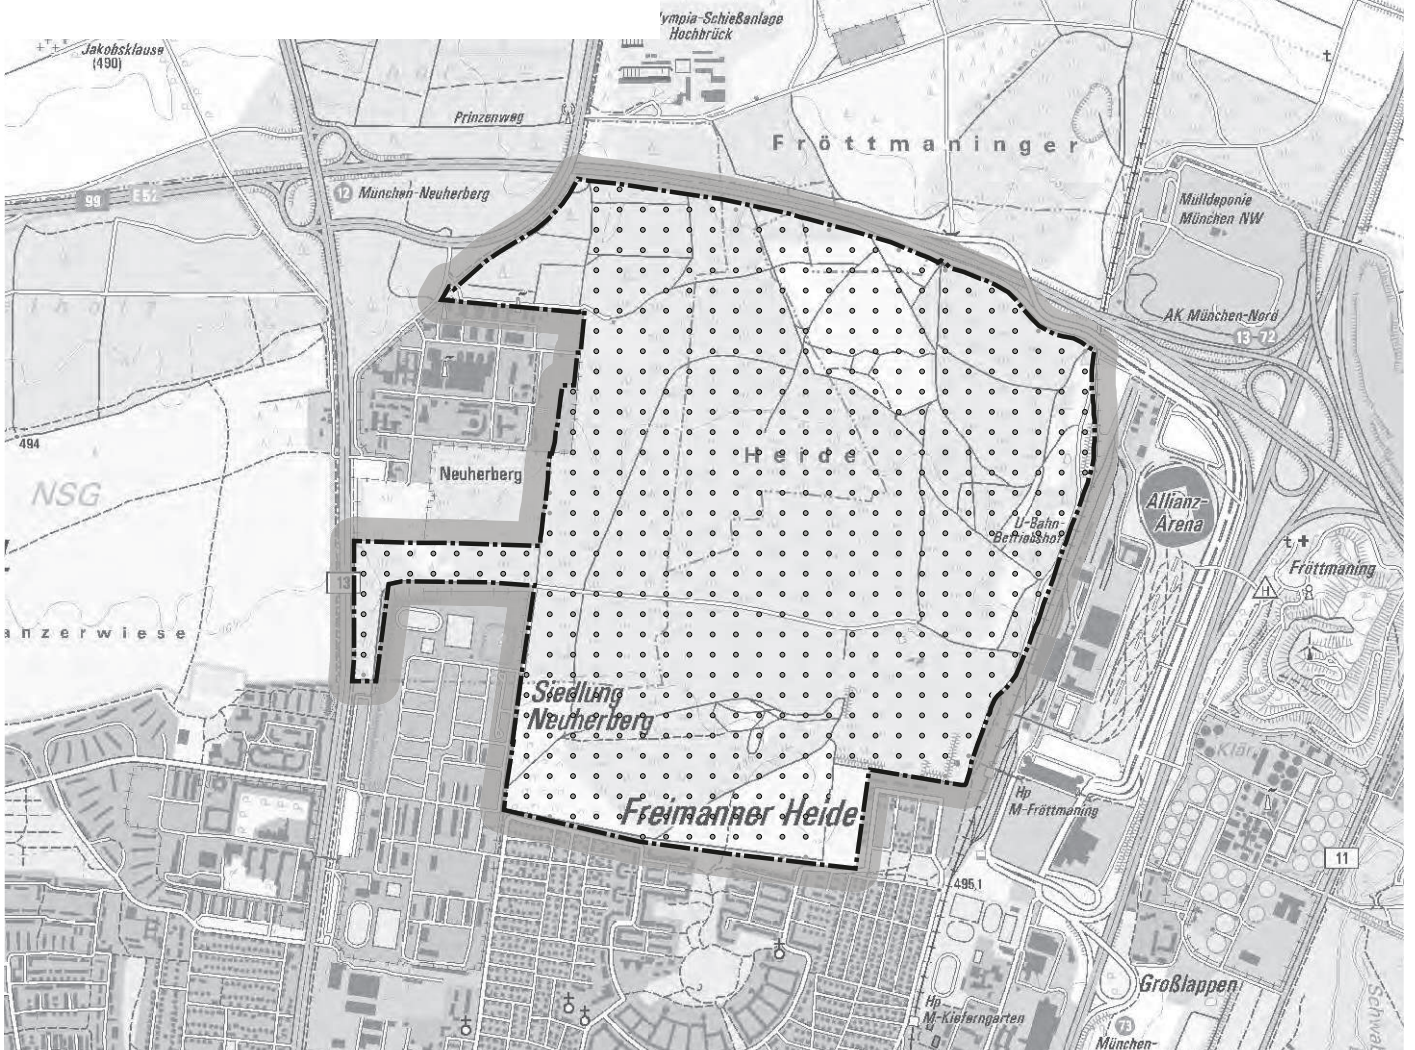 lympia-Schießanlage
Hochbrück
Jakobsklause
(490)
Prinzenweg
Fröttmaninger
99
E 52
12
München-Neuherberg
Mülldeponie
München NW
AK München-Nord
13-72
494
Neuherberg
Heide
NSG
Allianz-
Arena
U-Bahn-
Betriebshof
13
Fröttmaning
H
anzerwiese
Siedlung
Neuherberg
Klär
Hp
M-Fröttmaning
Freimanner Heide
11
495,1
Großlappen
Hp
M-Kieferngarten
73
München-